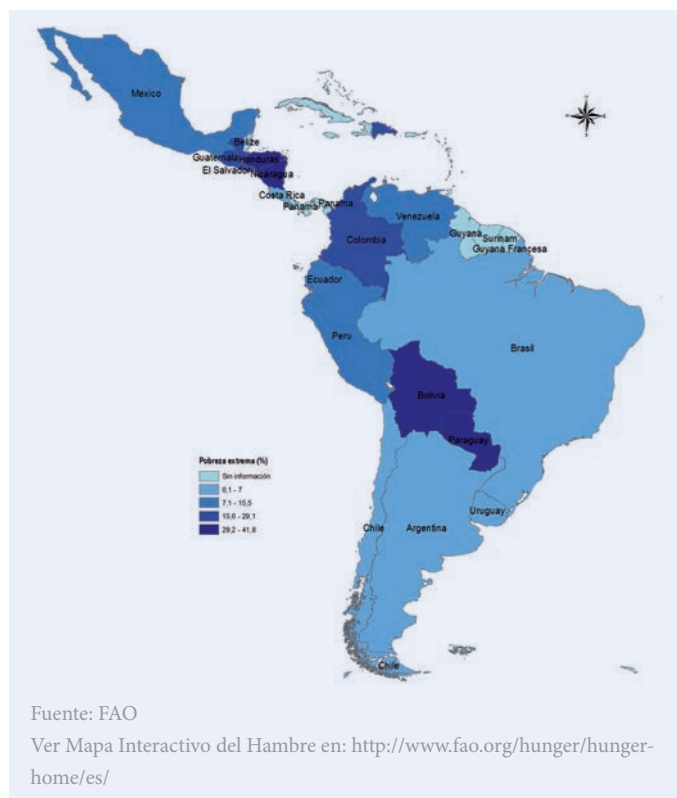 Mexico
Belize
Guatemala
Honduras
El Salvador
Nicaragua
Costa Rica
Panama
Panama
Venezuela
Guyana
Surinam
Guyana Francesa
Colombia
Ecuador
Peru
Brasil
Bolivia
Paraguay
Pobreza extrema (%)
Sin información
0,1 - 7
7,1 - 15,5
15,6 - 29,1
29,2 - 41,8
Uruguay
Chile
Argentina
Chile
Fuente: FAO
Ver Mapa Interactivo del Hambre en: http://www.fao.org/hunger/hunger-
home/es/